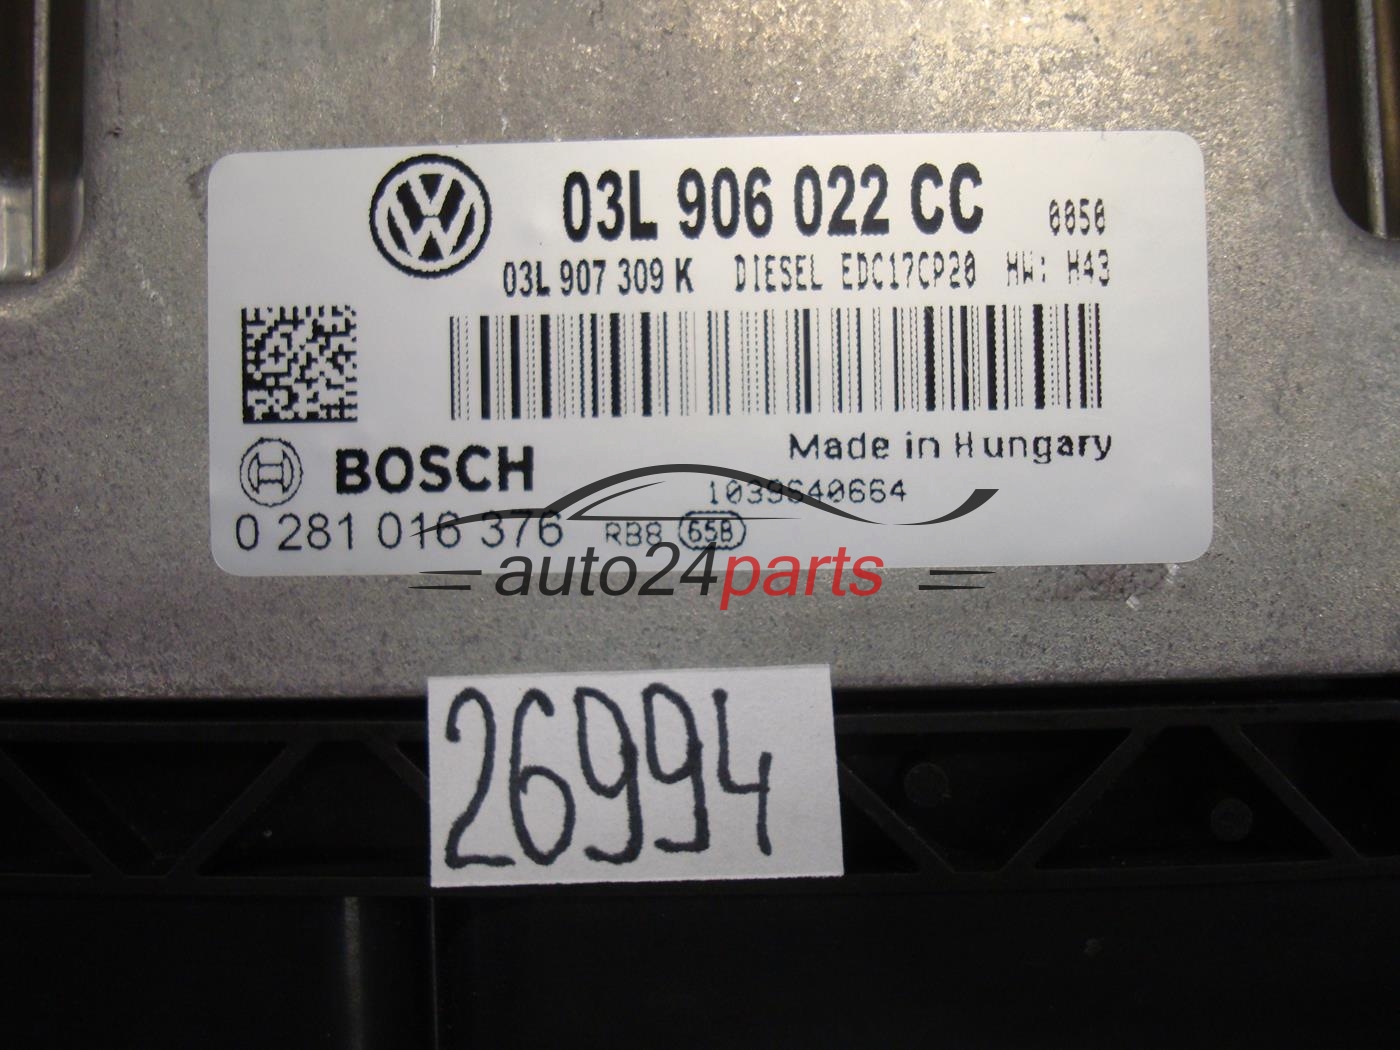 03L 906 022 CC 0050
03L 907 309 K DIESEL EDC17CP20 HW: H43
Made in Hungary
BOSCH
1039S40664
0 281 016 376 RB8 65B
auto24parts
26994